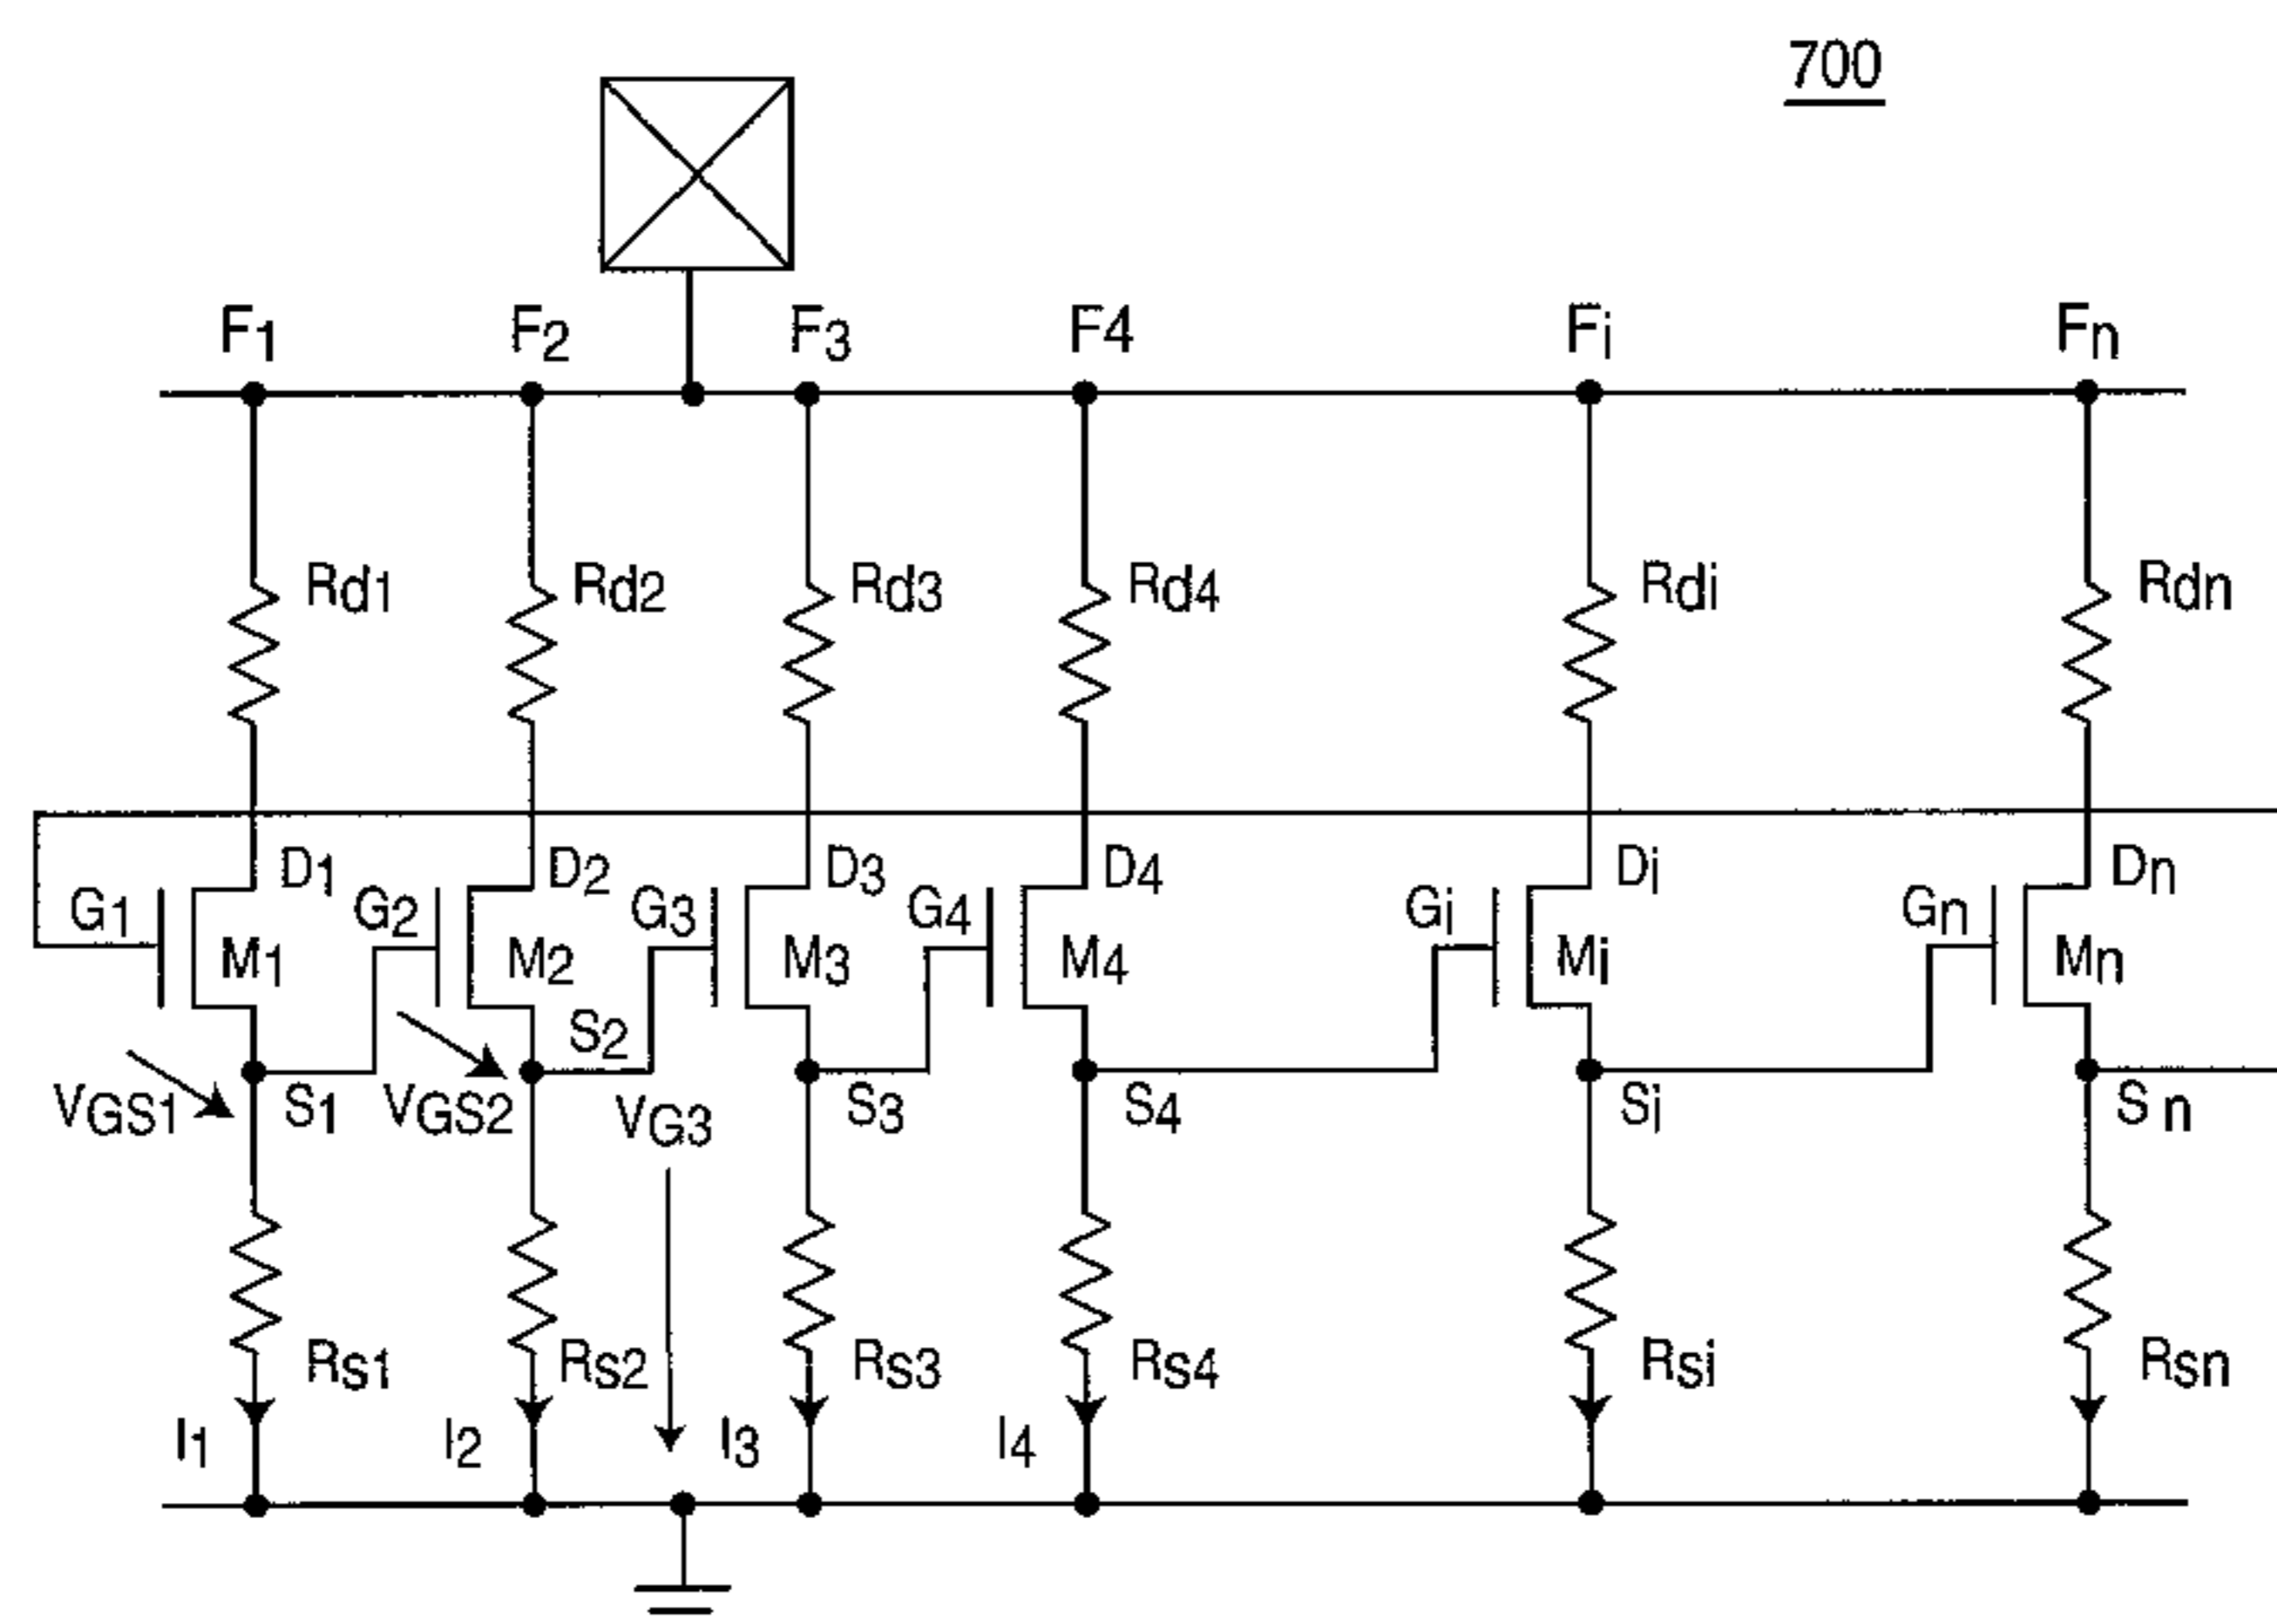 700
F1 F2 F3 F4 Fi Fn
Rd1 Rd2 Rd3 Rd4 Rdi Rdn
D1 D2 D3 D4 Di Dn
G1 G2 G3 G4 Gi Gn
M1 M2 M3 M4 Mi Mn
S2
VGS1 S1 VGS2 VG3 S3 S4 Si Sn
Rs1 Rs2 Rs3 Rs4 Rsi Rsn
I1 I2 I3 I4